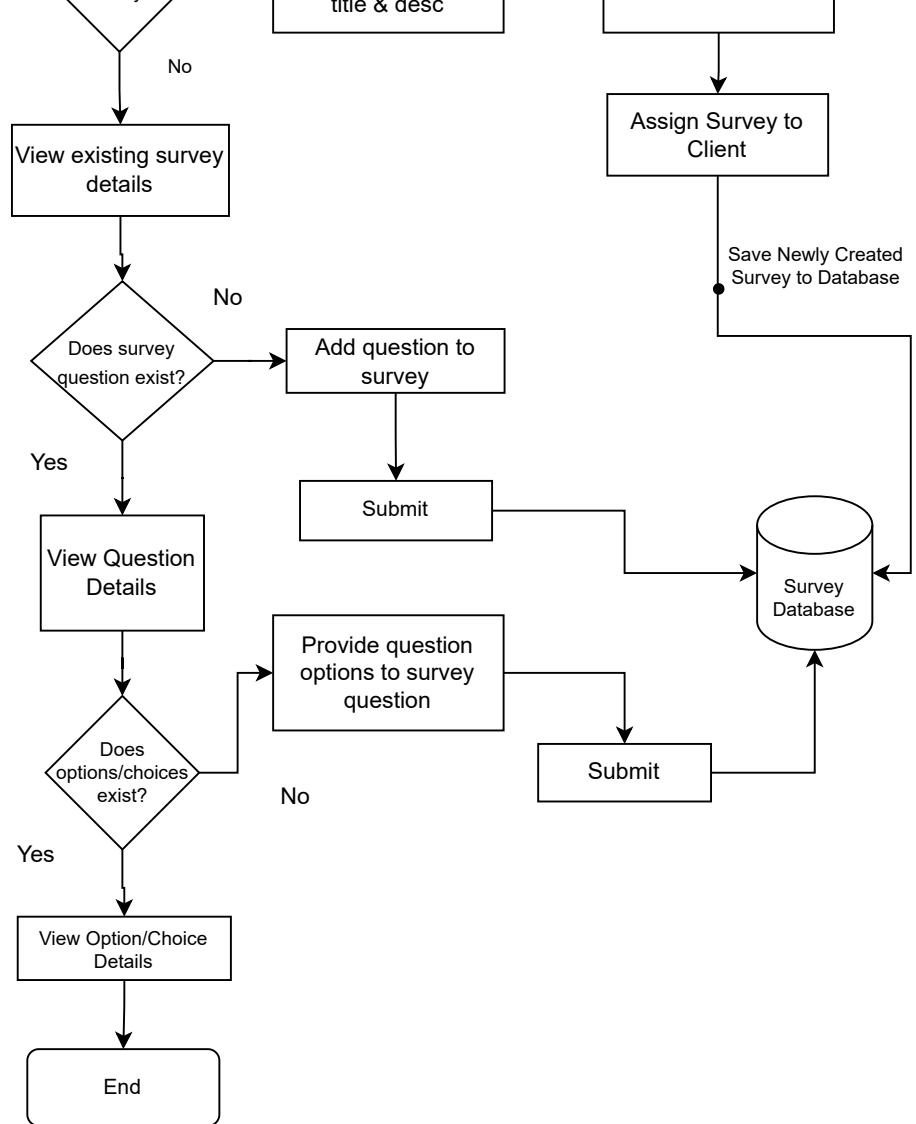 title & desc
No
Assign Survey to
Client
View existing survey
details
Save Newly Created
Survey to Database
No
Does survey
question exist?
Add question to
survey
Yes
Submit
View Question
Details
Survey
Database
Provide question
options to survey
question
Does
options/choices
exist?
Submit
No
Yes
View Option/Choice
Details
End